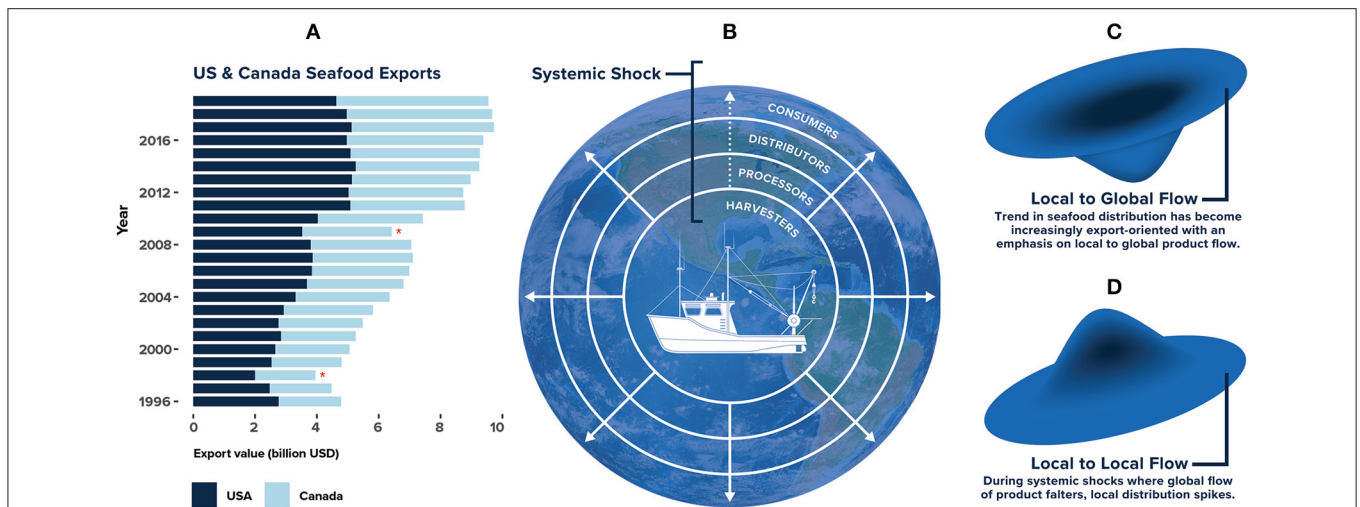 A
US & Canada Seafood Exports
Year
2016
2012
2008
*
2004
2000
*
1996
0 2 4 6 8 10
Export value (billion USD)
USA Canada
B
Systemic Shock
CONSUMERS
DISTRIBUTORS
PROCESSORS
HARVESTERS
C
Local to Global Flow
Trend in seafood distribution has become
increasingly export-oriented with an
emphasis on local to global product flow.
D
Local to Local Flow
During systemic shocks where global flow
of product falters, local distribution spikes.